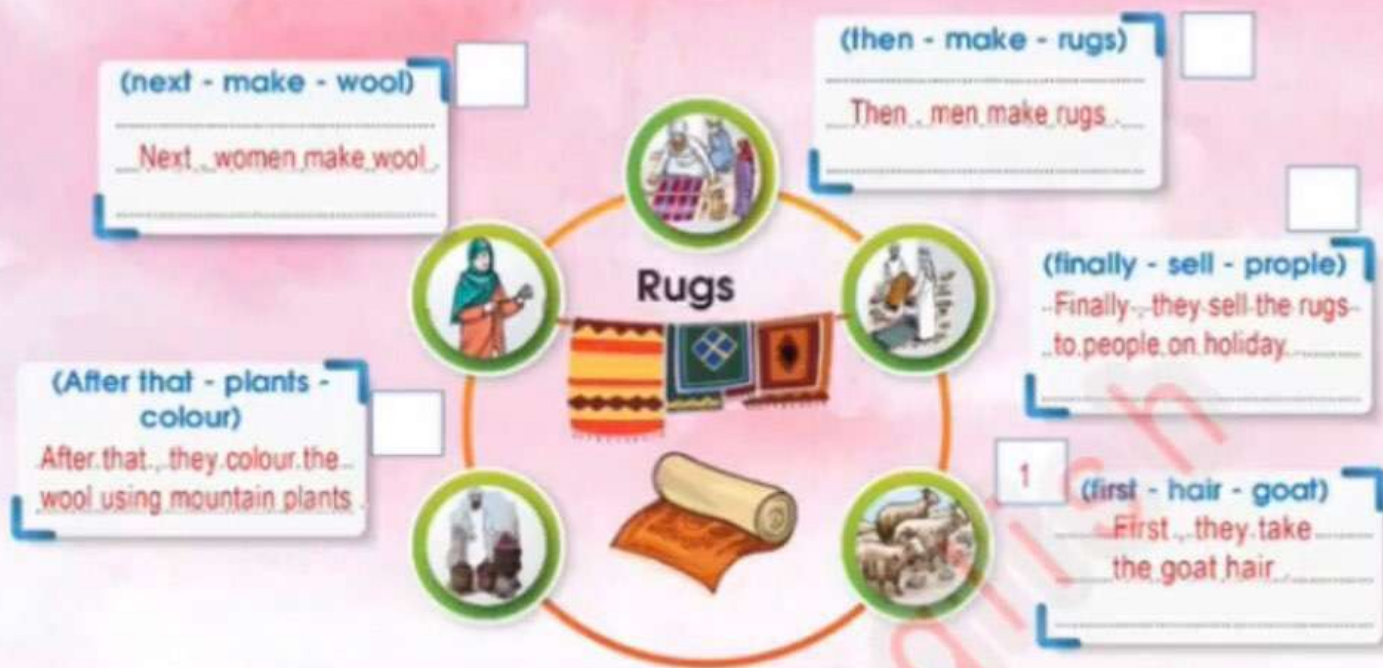 (next - make - wool)
Next , women make wool .
(then - make - rugs)
Then , men make rugs .
Rugs
(finally - sell - prople)
Finally , they sell the rugs
to people on holiday.
(After that - plants -
colour)
After that , they colour the
wool using mountain plants .
1
(first - hair - goat)
First , they take
the goat hair .